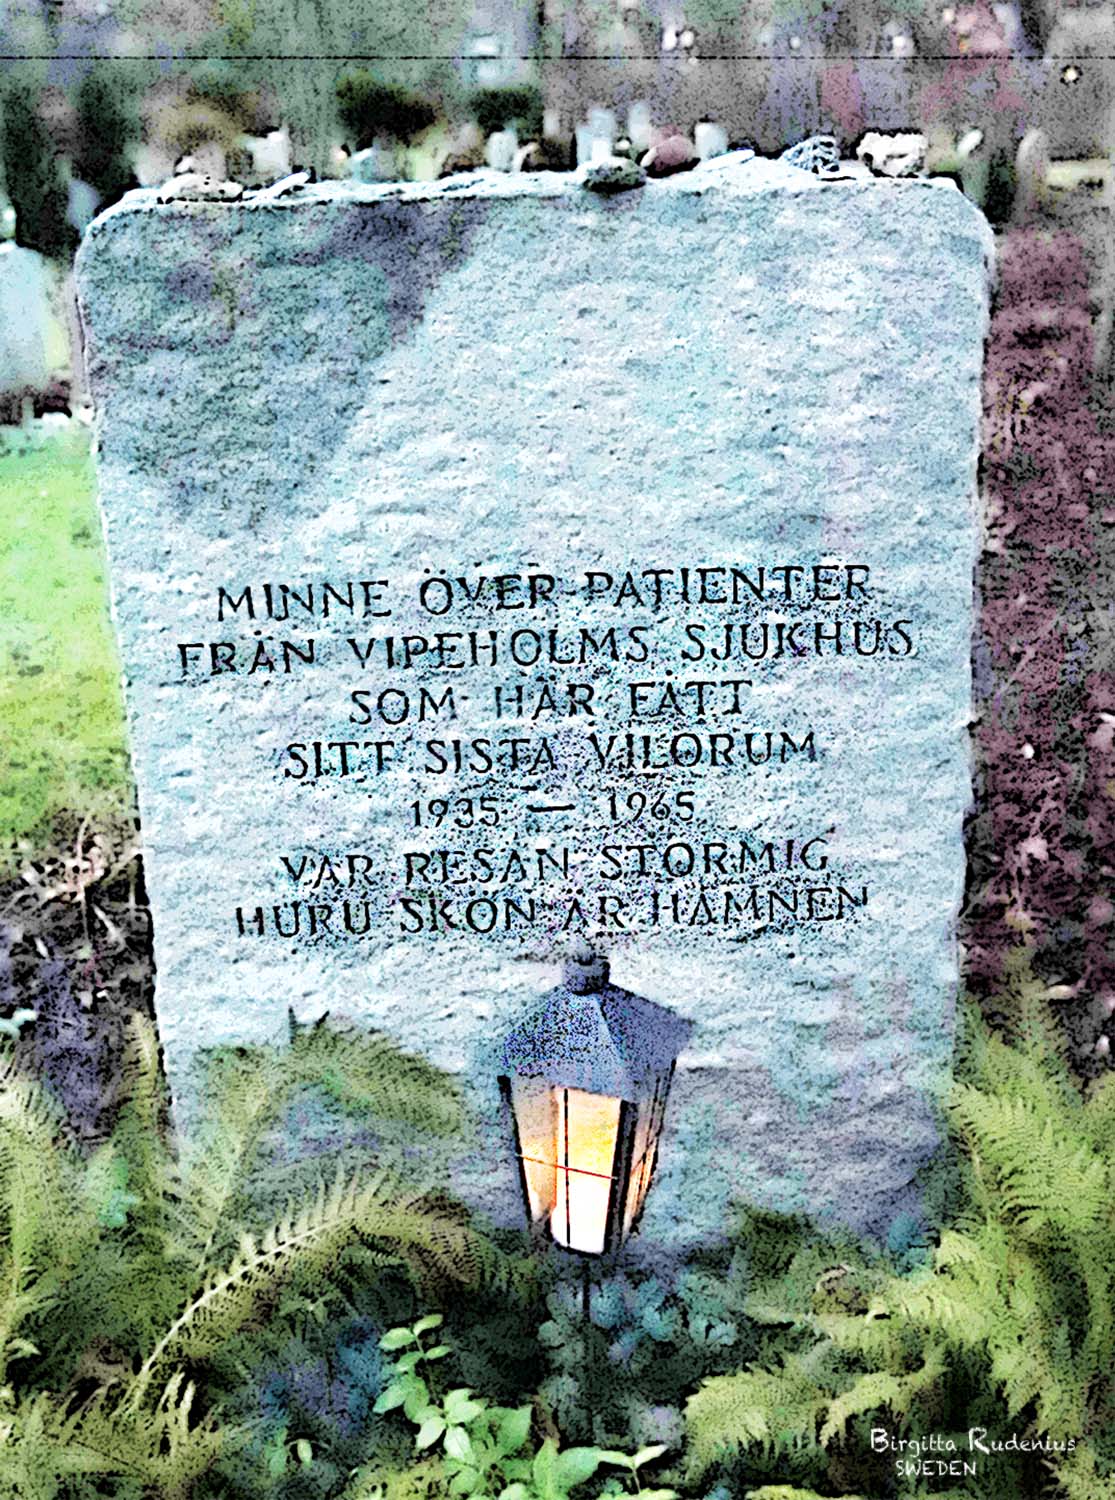 MINNE ÖVER PATIENTER
FRÅN VIPEHOLMS SJUKHUS
SOM HÄR FÅTT
SITT SISTA VILORUM
1935 — 1965
VAR RESAN STORMIG
HURU SKÖN ÄR HAMNEN
Birgitta Rudenius
SWEDEN